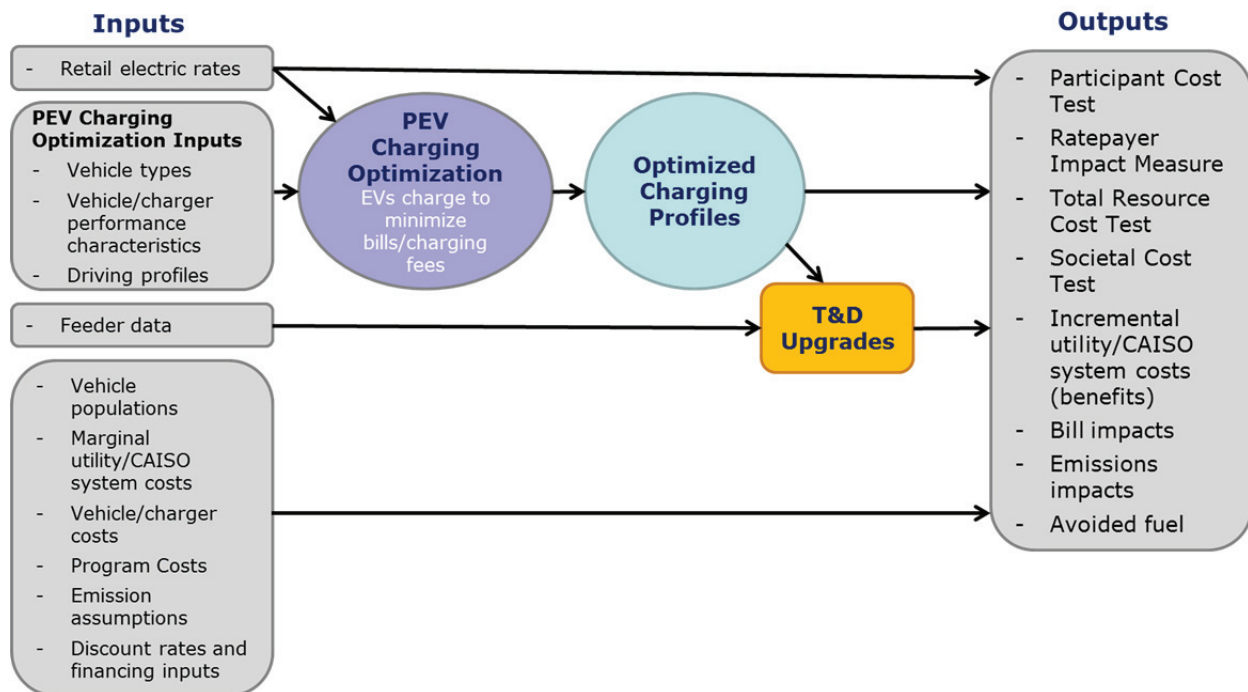 Inputs
- Retail electric rates
PEV Charging
Optimization Inputs
- Vehicle types
- Vehicle/charger
performance
characteristics
- Driving profiles
- Feeder data
- Vehicle
populations
- Marginal
utility/CAISO
system costs
- Vehicle/charger
costs
- Program Costs
- Emission
assumptions
- Discount rates and
financing inputs
PEV
Charging
Optimization
EVs charge to
minimize
bills/charging
fees
Optimized
Charging
Profiles
T&D
Upgrades
Outputs
- Participant Cost
Test
- Ratepayer
Impact Measure
- Total Resource
Cost Test
- Societal Cost
Test
- Incremental
utility/CAISO
system costs
(benefits)
- Bill impacts
- Emissions
impacts
- Avoided fuel